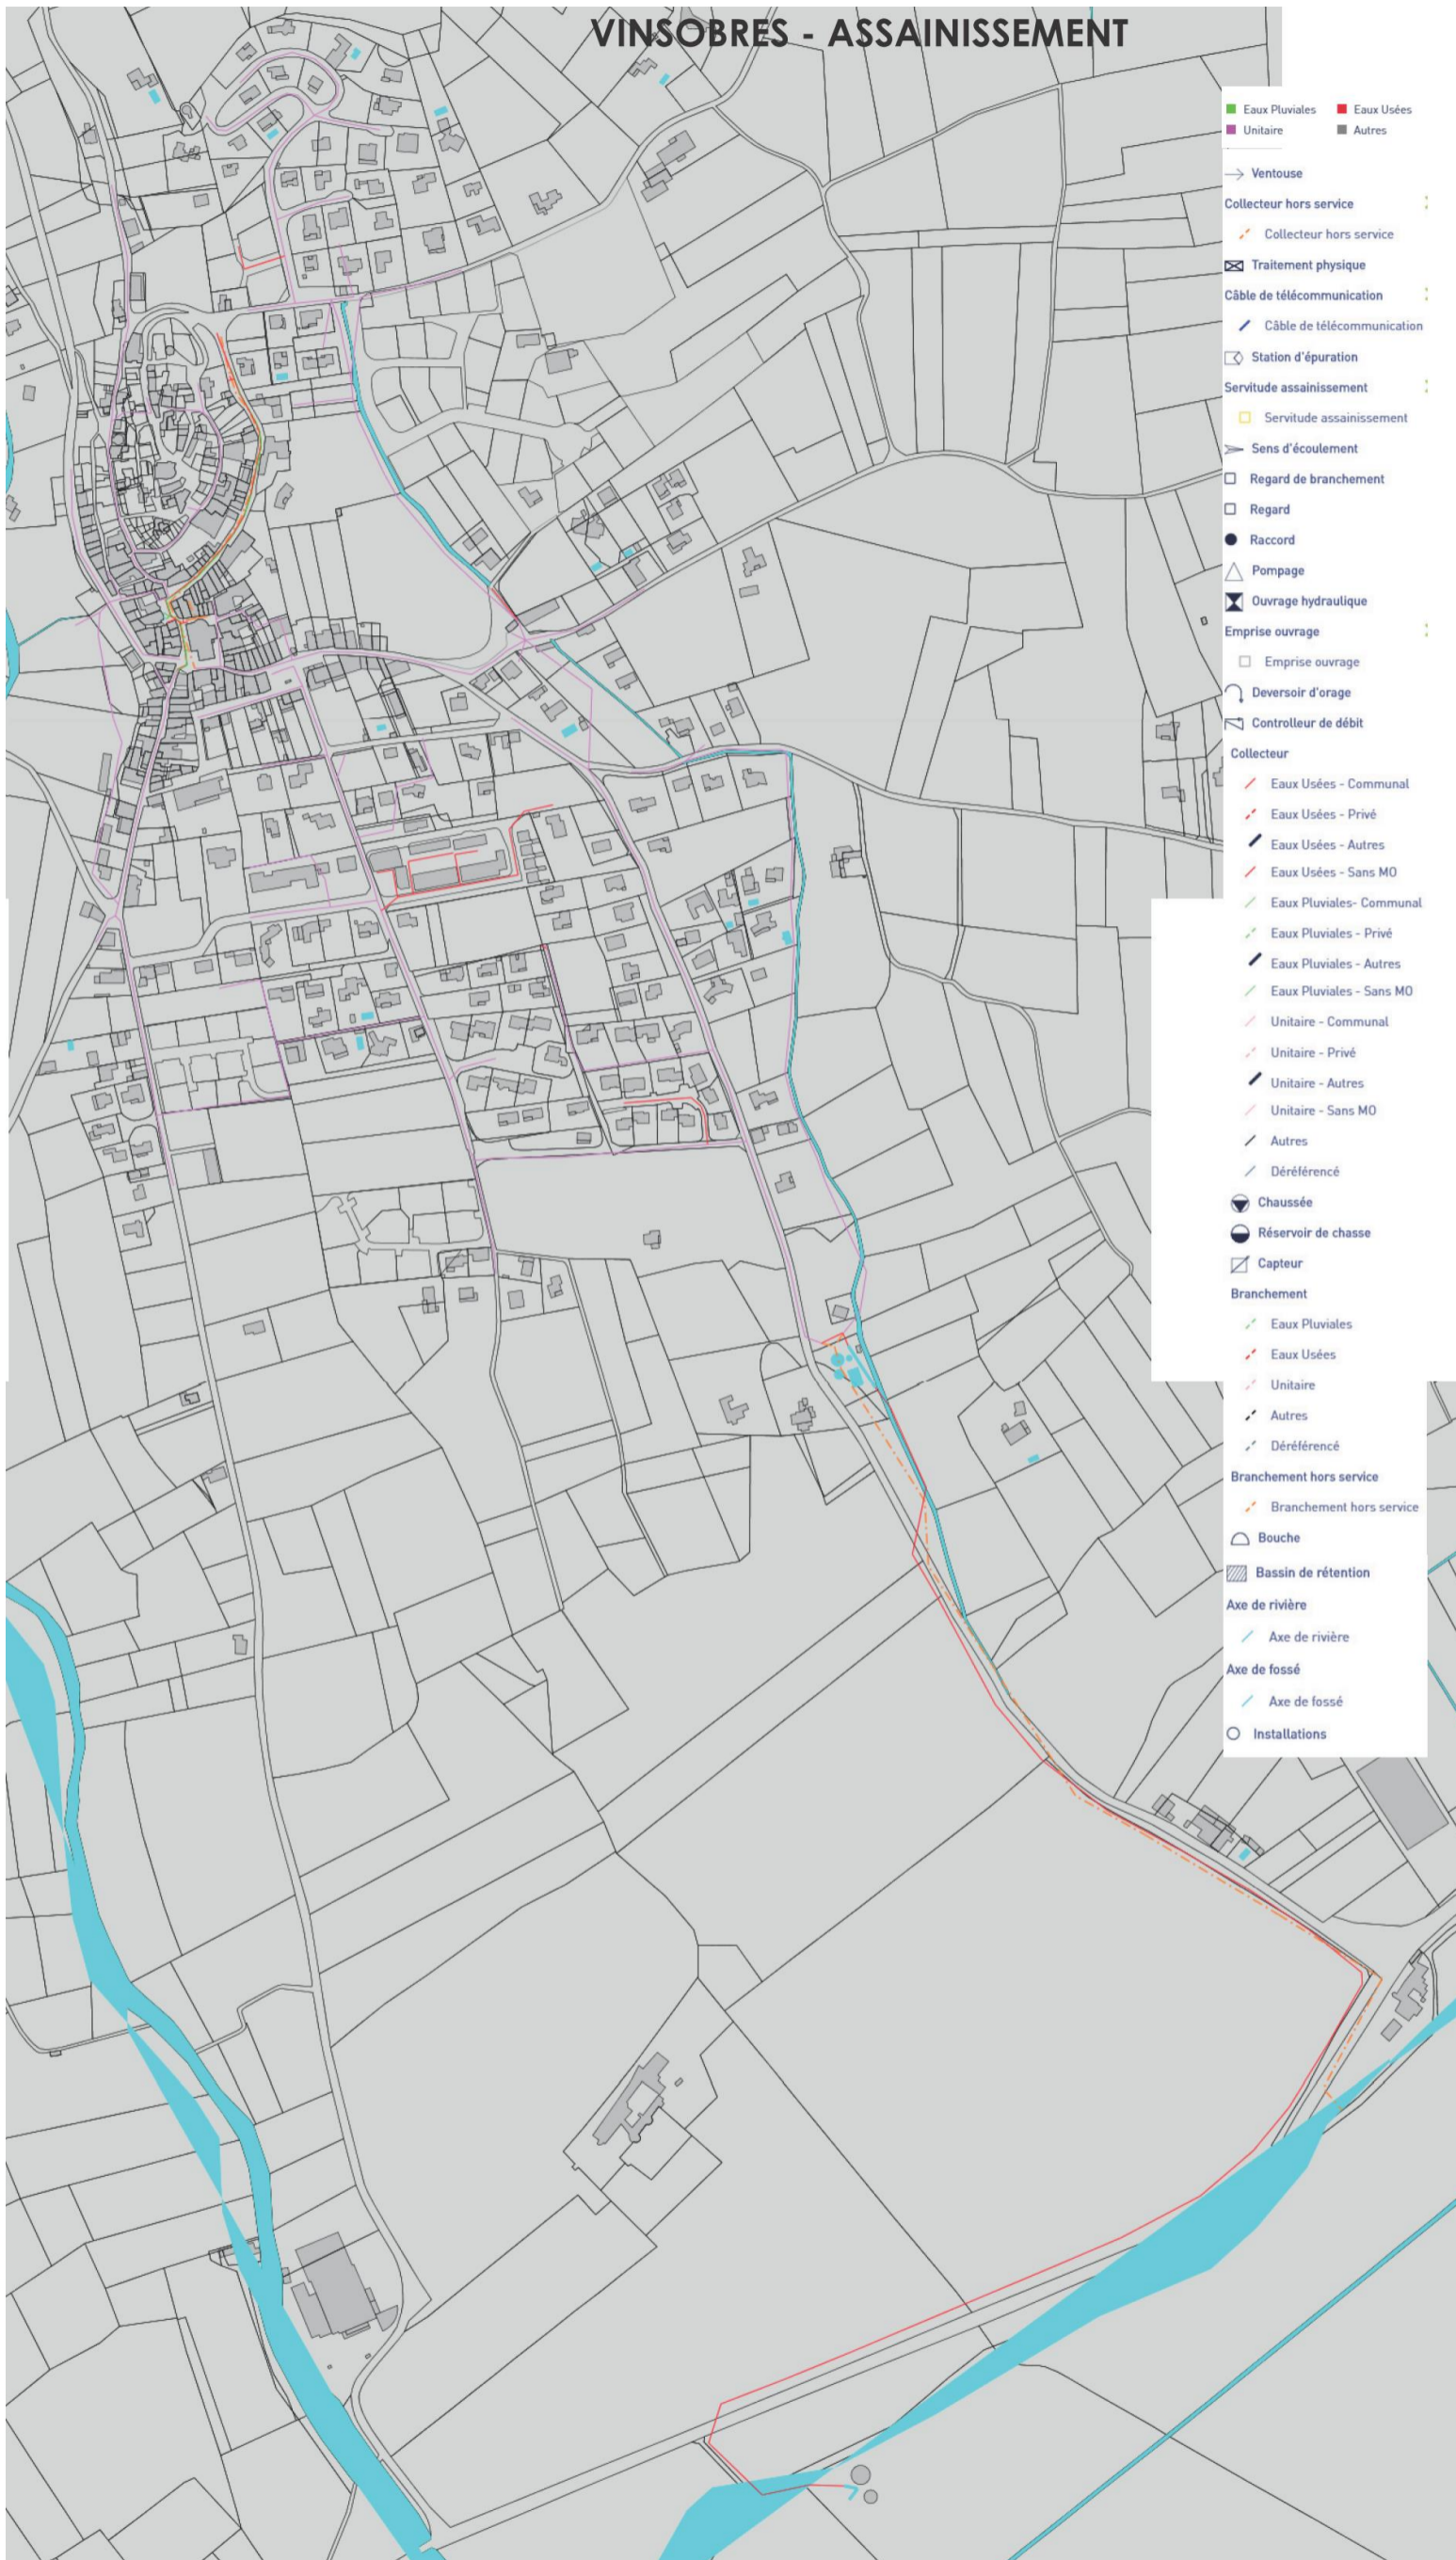 VINSOBRES - ASSAINISSEMENT
Eaux Pluviales Eaux Usées
Unitaire Autres
Ventouse
Collecteur hors service
Collecteur hors service
Traitement physique
Câble de télécommunication
Câble de télécommunication
Station d'épuration
Servitude assainissement
Servitude assainissement
Sens d'écoulement
Regard de branchement
Regard
Raccord
Pompage
Ouvrage hydraulique
Emprise ouvrage
Emprise ouvrage
Deversoir d'orage
Controlleur de débit
Collecteur
Eaux Usées - Communal
Eaux Usées - Privé
Eaux Usées - Autres
Eaux Usées - Sans MO
Eaux Pluviales- Communal
Eaux Pluviales - Privé
Eaux Pluviales - Autres
Eaux Pluviales - Sans MO
Unitaire - Communal
Unitaire - Privé
Unitaire - Autres
Unitaire - Sans MO
Autres
Déréférencé
Chaussée
Réservoir de chasse
Capteur
Branchement
Eaux Pluviales
Eaux Usées
Unitaire
Autres
Déréférencé
Branchement hors service
Branchement hors service
Bouche
Bassin de rétention
Axe de rivière
Axe de rivière
Axe de fossé
Axe de fossé
Installations